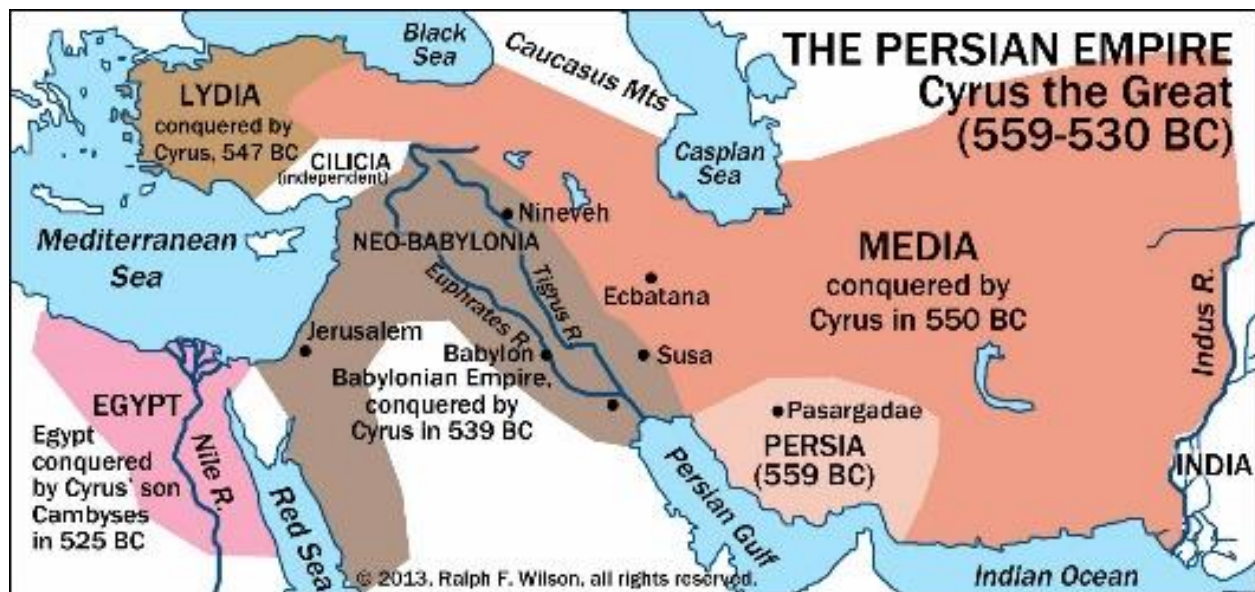 THE PERSIAN EMPIRE
Cyrus the Great
(559-530 BC)
Black
Sea
Caucasus Mts
Caspian
Sea
LYDIA
conquered by
Cyrus, 547 BC
CILICIA
(independent)
Mediterranean
Sea
Nineveh
NEO-BABYLONIA
Euphrates R.
Tigrus R.
Ecbatana
MEDIA
conquered by
Cyrus in 550 BC
Indus R.
Jerusalem
Babylon
Susa
Babylonian Empire,
conquered by
Cyrus in 539 BC
Pasargadae
PERSIA
(559 BC)
EGYPT
Egypt
conquered
by Cyrus' son
Cambyses
in 525 BC
Nile R.
Red Sea
Persian Gulf
INDIA
Indian Ocean
© 2013, Ralph F. Wilson, all rights reserved.